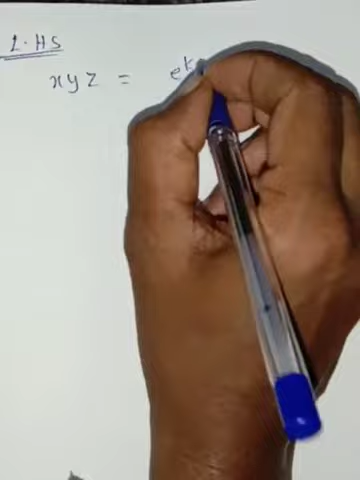 L.HS
xyz = e^k